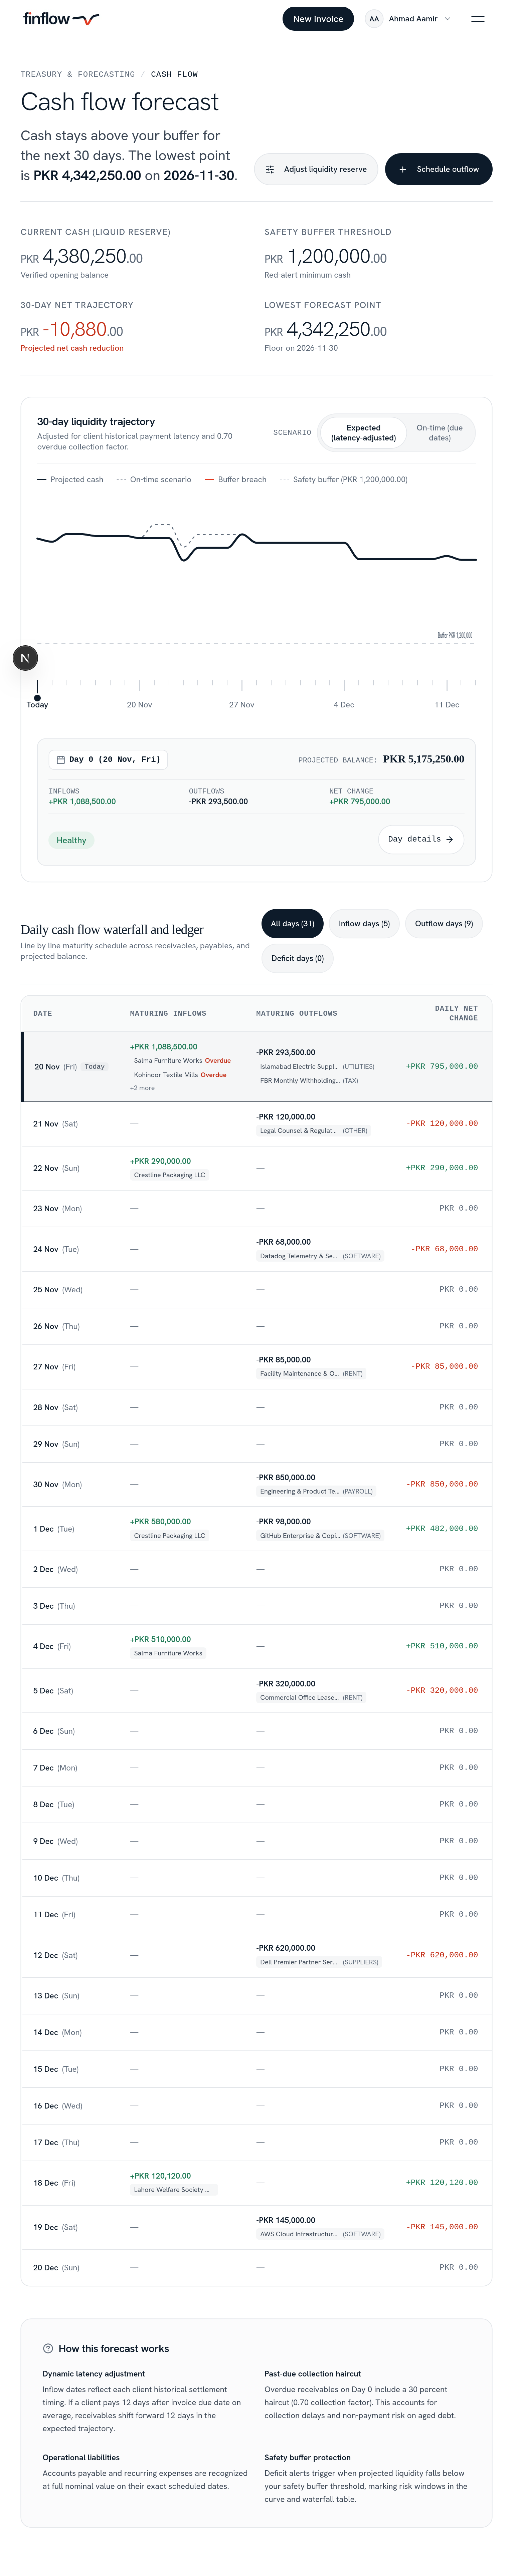 finflow
New invoice
AA
Ahmad Aamir
TREASURY & FORECASTING / CASH FLOW
Cash flow forecast
Cash stays above your buffer for
the next 30 days. The lowest point
is PKR 4,342,250.00 on 2026-11-30.
Adjust liquidity reserve
Schedule outflow
CURRENT CASH (LIQUID RESERVE)
PKR 4,380,250.00
Verified opening balance
SAFETY BUFFER THRESHOLD
PKR 1,200,000.00
Red-alert minimum cash
30-DAY NET TRAJECTORY
PKR -10,880.00
Projected net cash reduction
LOWEST FORECAST POINT
PKR 4,342,250.00
Floor on 2026-11-30
30-day liquidity trajectory
Adjusted for client historical payment latency and 0.70
overdue collection factor.
SCENARIO
Expected
(latency-adjusted)
On-time (due
dates)
Projected cash
On-time scenario
Buffer breach
Safety buffer (PKR 1,200,000.00)
Buffer PKR 1,200,000
N
Today
20 Nov
27 Nov
4 Dec
11 Dec
Day 0 (20 Nov, Fri)
PROJECTED BALANCE: PKR 5,175,250.00
INFLOWS
+PKR 1,088,500.00
OUTFLOWS
-PKR 293,500.00
NET CHANGE
+PKR 795,000.00
Healthy
Day details →
Daily cash flow waterfall and ledger
Line by line maturity schedule across receivables, payables, and
projected balance.
All days (31)
Inflow days (5)
Outflow days (9)
Deficit days (0)
DATE
MATURING INFLOWS
MATURING OUTFLOWS
DAILY NET
CHANGE
20 Nov (Fri) Today
+PKR 1,088,500.00
Salma Furniture Works Overdue
Kohinoor Textile Mills Overdue
+2 more
-PKR 293,500.00
Islamabad Electric Suppl... (UTILITIES)
FBR Monthly Withholding... (TAX)
+PKR 795,000.00
21 Nov (Sat)
—
-PKR 120,000.00
Legal Counsel & Regulat... (OTHER)
-PKR 120,000.00
22 Nov (Sun)
+PKR 290,000.00
Crestline Packaging LLC
—
+PKR 290,000.00
23 Nov (Mon) — — PKR 0.00
24 Nov (Tue)
—
-PKR 68,000.00
Datadog Telemetry & Se... (SOFTWARE)
-PKR 68,000.00
25 Nov (Wed) — — PKR 0.00
26 Nov (Thu) — — PKR 0.00
27 Nov (Fri)
—
-PKR 85,000.00
Facility Maintenance & O... (RENT)
-PKR 85,000.00
28 Nov (Sat) — — PKR 0.00
29 Nov (Sun) — — PKR 0.00
30 Nov (Mon)
—
-PKR 850,000.00
Engineering & Product Te... (PAYROLL)
-PKR 850,000.00
1 Dec (Tue)
+PKR 580,000.00
Crestline Packaging LLC
-PKR 98,000.00
GitHub Enterprise & Copi... (SOFTWARE)
+PKR 482,000.00
2 Dec (Wed) — — PKR 0.00
3 Dec (Thu) — — PKR 0.00
4 Dec (Fri)
+PKR 510,000.00
Salma Furniture Works
—
+PKR 510,000.00
5 Dec (Sat)
—
-PKR 320,000.00
Commercial Office Lease... (RENT)
-PKR 320,000.00
6 Dec (Sun) — — PKR 0.00
7 Dec (Mon) — — PKR 0.00
8 Dec (Tue) — — PKR 0.00
9 Dec (Wed) — — PKR 0.00
10 Dec (Thu) — — PKR 0.00
11 Dec (Fri) — — PKR 0.00
12 Dec (Sat)
—
-PKR 620,000.00
Dell Premier Partner Ser... (SUPPLIERS)
-PKR 620,000.00
13 Dec (Sun) — — PKR 0.00
14 Dec (Mon) — — PKR 0.00
15 Dec (Tue) — — PKR 0.00
16 Dec (Wed) — — PKR 0.00
17 Dec (Thu) — — PKR 0.00
18 Dec (Fri)
+PKR 120,120.00
Lahore Welfare Society ...
—
+PKR 120,120.00
19 Dec (Sat)
—
-PKR 145,000.00
AWS Cloud Infrastructur... (SOFTWARE)
-PKR 145,000.00
20 Dec (Sun) — — PKR 0.00
How this forecast works
Dynamic latency adjustment
Inflow dates reflect each client historical settlement
timing. If a client pays 12 days after invoice due date on
average, receivables shift forward 12 days in the
expected trajectory.
Past-due collection haircut
Overdue receivables on Day 0 include a 30 percent
haircut (0.70 collection factor). This accounts for
collection delays and non-payment risk on aged debt.
Operational liabilities
Accounts payable and recurring expenses are recognized
at full nominal value on their exact scheduled dates.
Safety buffer protection
Deficit alerts trigger when projected liquidity falls below
your safety buffer threshold, marking risk windows in the
curve and waterfall table.